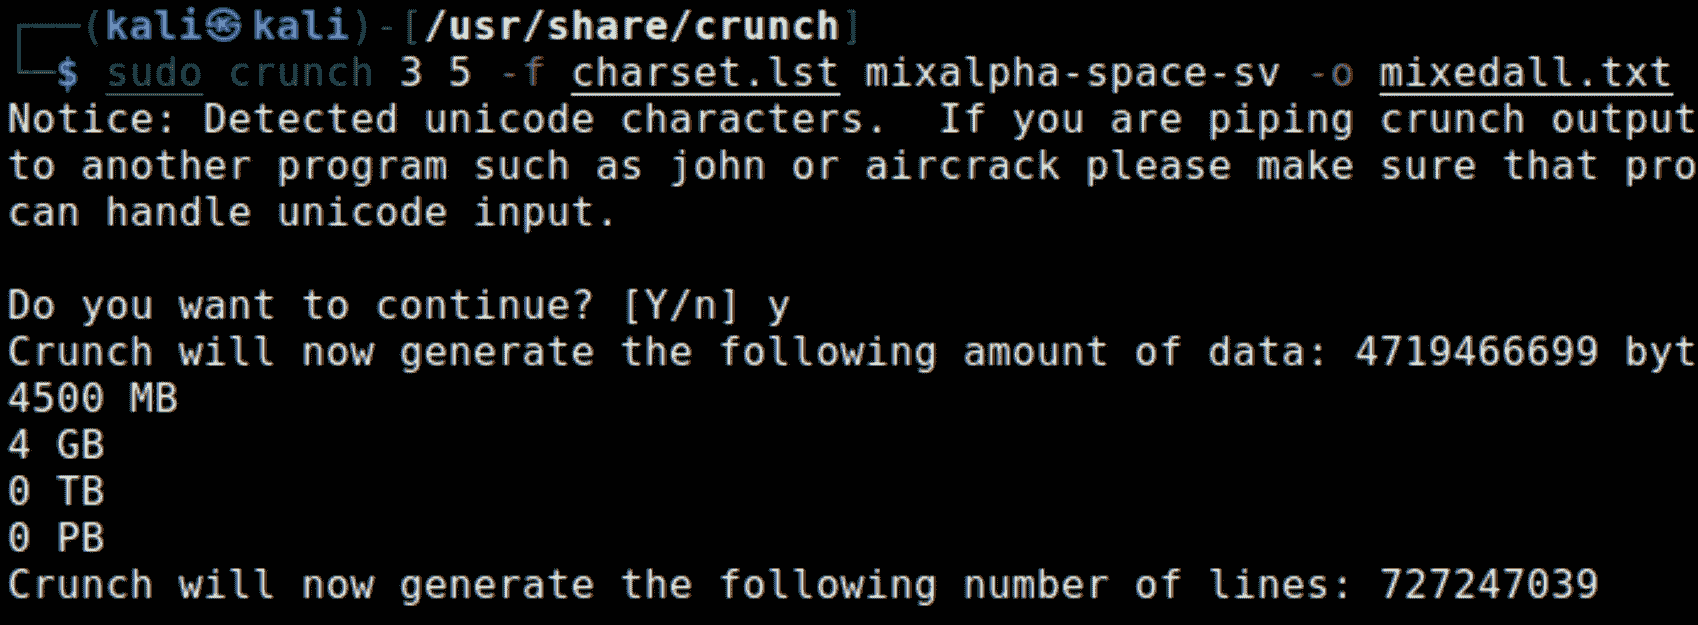 ┌──(kali㉿kali)-[/usr/share/crunch]
└─$ sudo crunch 3 5 -f charset.lst mixalpha-space-sv -o mixedall.txt
Notice: Detected unicode characters.  If you are piping crunch output
to another program such as john or aircrack please make sure that pro
can handle unicode input.

Do you want to continue? [Y/n] y
Crunch will now generate the following amount of data: 4719466699 byt
4500 MB
4 GB
0 TB
0 PB
Crunch will now generate the following number of lines: 727247039